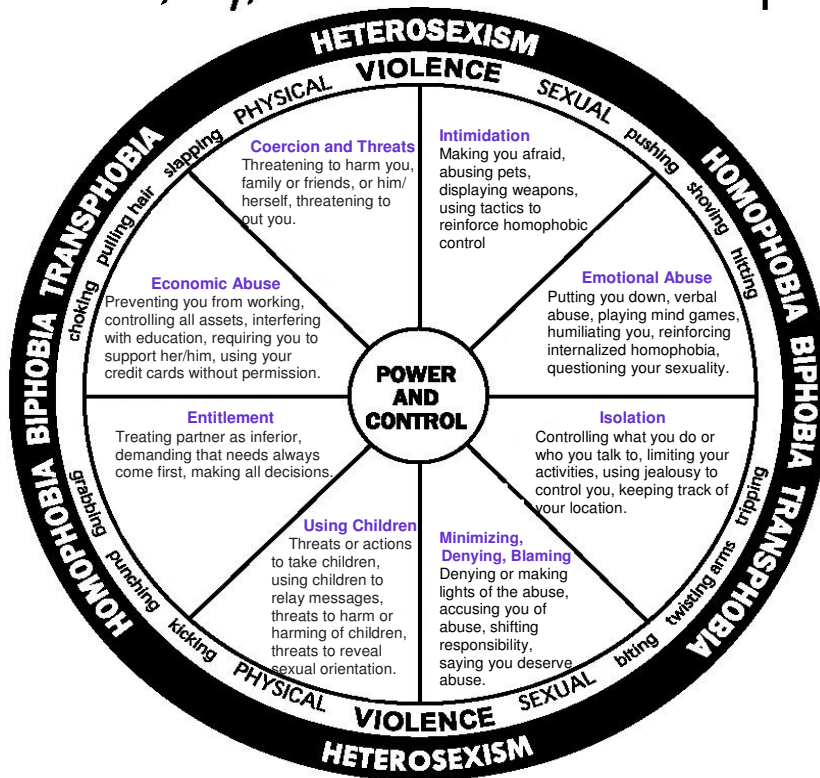 HETEROSEXISM
PHYSICAL VIOLENCE SEXUAL
HOMOPHOBIA BIPHOBIA TRANSPHOBIA
HOMOPHOBIA BIPHOBIA TRANSPHOBIA
choking pulling hair slapping
pushing shoving hitting
Coercion and Threats
Threatening to harm you,
family or friends, or him/
herself, threatening to
out you.
Intimidation
Making you afraid,
abusing pets,
displaying weapons,
using tactics to
reinforce homophobic
control
Emotional Abuse
Putting you down, verbal
abuse, playing mind games,
humiliating you, reinforcing
internalized homophobia,
questioning your sexuality.
Economic Abuse
Preventing you from working,
controlling all assets, interfering
with education, requiring you to
support her/him, using your
credit cards without permission.
POWER
AND
CONTROL
Entitlement
Treating partner as inferior,
demanding that needs always
come first, making all decisions.
Isolation
Controlling what you do or
who you talk to, limiting your
activities, using jealousy to
control you, keeping track of
your location.
Using Children
Threats or actions
to take children,
using children to
relay messages,
threats to harm or
harming of children,
threats to reveal
sexual orientation.
Minimizing,
Denying, Blaming
Denying or making
lights of the abuse,
accusing you of
abuse, shifting
responsibility,
saying you deserve
abuse.
grabbing punching kicking
biting twisting arms tripping
PHYSICAL VIOLENCE SEXUAL
HETEROSEXISM